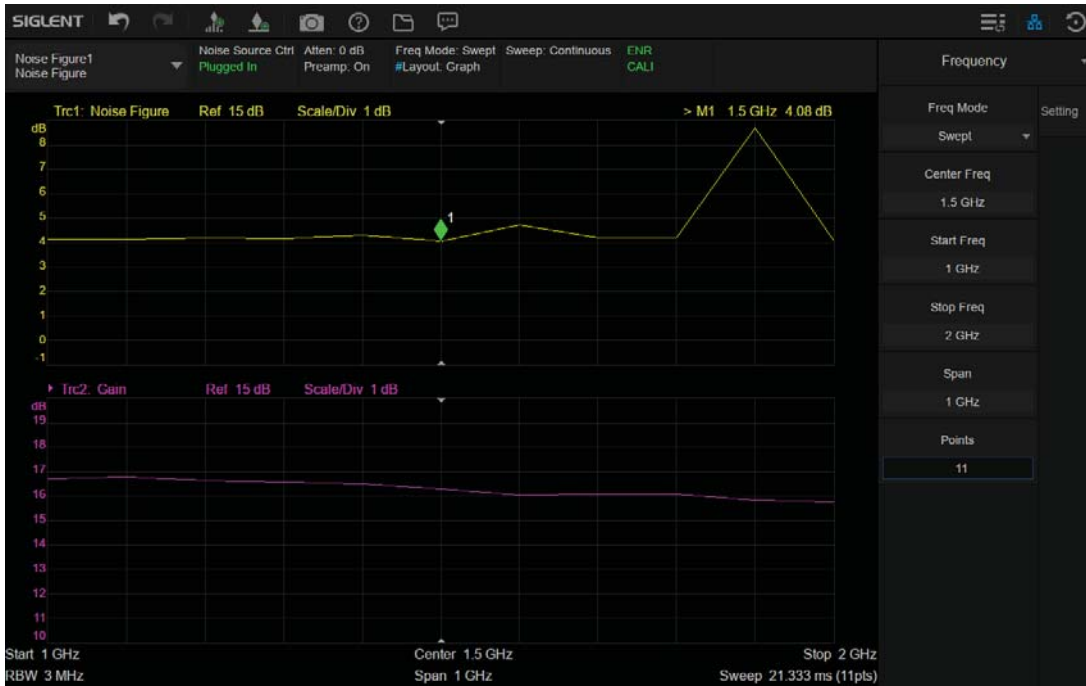 SIGLENT
Noise Figure1
Noise Figure
Noise Source Ctrl
Plugged In
Atten: 0 dB
Preamp: On
Freq Mode: Swept
#Layout: Graph
Sweep: Continuous
ENR
CALI
Frequency
Trc1: Noise Figure Ref 15 dB Scale/Div 1 dB > M1 1.5 GHz 4.08 dB
dB
8
7
6
5
4
3
2
1
0
-1
1
Trc2: Gain Ref 15 dB Scale/Div 1 dB
dB
19
18
17
16
15
14
13
12
11
10
Start 1 GHz Center 1.5 GHz Stop 2 GHz
RBW 3 MHz Span 1 GHz Sweep 21.333 ms (11pts)
Freq Mode
Swept
Center Freq
1.5 GHz
Start Freq
1 GHz
Stop Freq
2 GHz
Span
1 GHz
Points
11
Setting